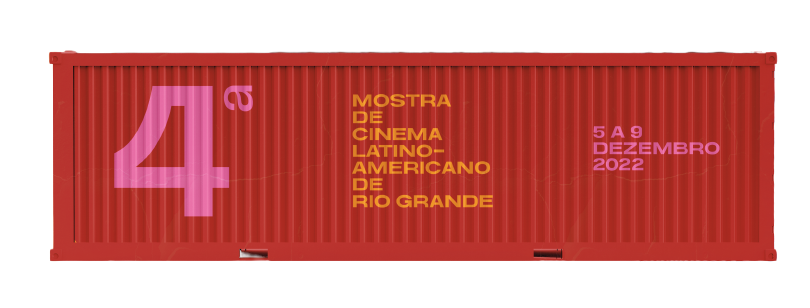 4ª
MOSTRA
DE
CINEMA
LATINO-
AMERICANO
DE
RIO GRANDE
5 A 9
DEZEMBRO
2022